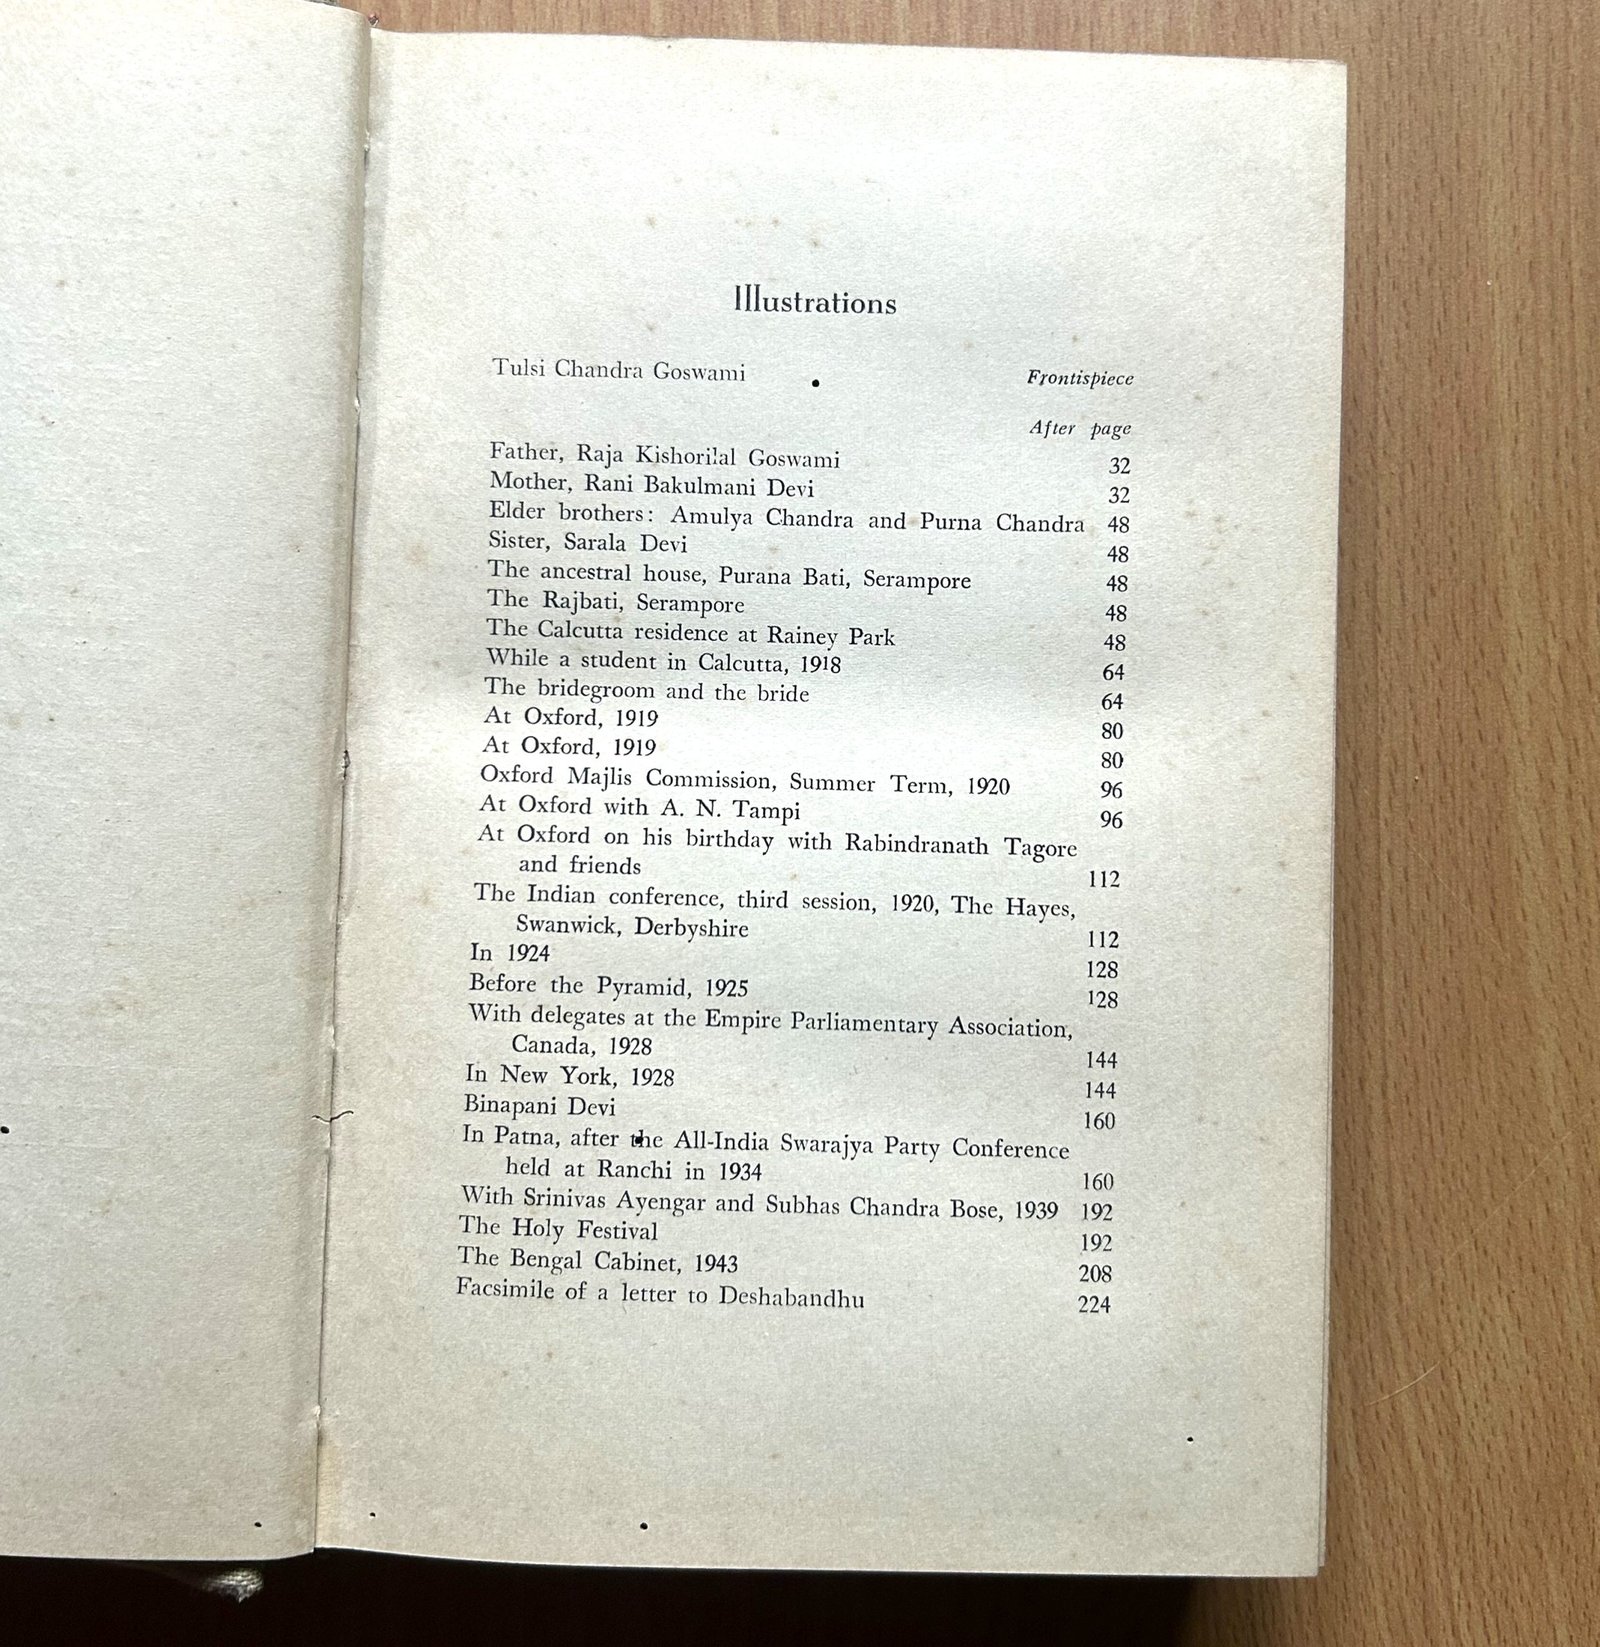 Illustrations
Tulsi Chandra Goswami Frontispiece
After page
Father, Raja Kishorilal Goswami 32
Mother, Rani Bakulmani Devi 32
Elder brothers: Amulya Chandra and Purna Chandra 48
Sister, Sarala Devi 48
The ancestral house, Purana Bati, Serampore 48
The Rajbati, Serampore 48
The Calcutta residence at Rainey Park 48
While a student in Calcutta, 1918 64
The bridegroom and the bride 64
At Oxford, 1919 80
At Oxford, 1919 80
Oxford Majlis Commission, Summer Term, 1920 96
At Oxford with A. N. Tampi 96
At Oxford on his birthday with Rabindranath Tagore
and friends 112
The Indian conference, third session, 1920, The Hayes,
Swanwick, Derbyshire 112
In 1924 128
Before the Pyramid, 1925 128
With delegates at the Empire Parliamentary Association,
Canada, 1928 144
In New York, 1928 144
Binapani Devi 160
In Patna, after the All-India Swarajya Party Conference
held at Ranchi in 1934 160
With Srinivas Ayengar and Subhas Chandra Bose, 1939 192
The Holy Festival 192
The Bengal Cabinet, 1943 208
Facsimile of a letter to Deshabandhu 224